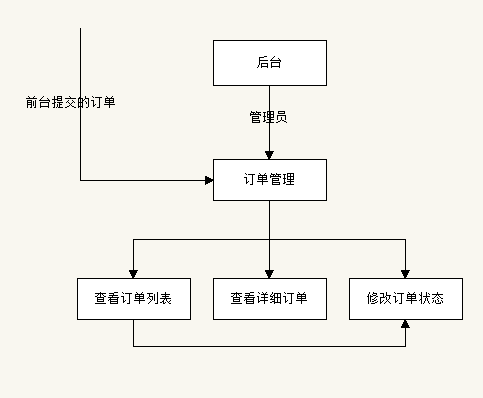 后台
前台提交的订单
管理员
订单管理
查看订单列表
查看详细订单
修改订单状态